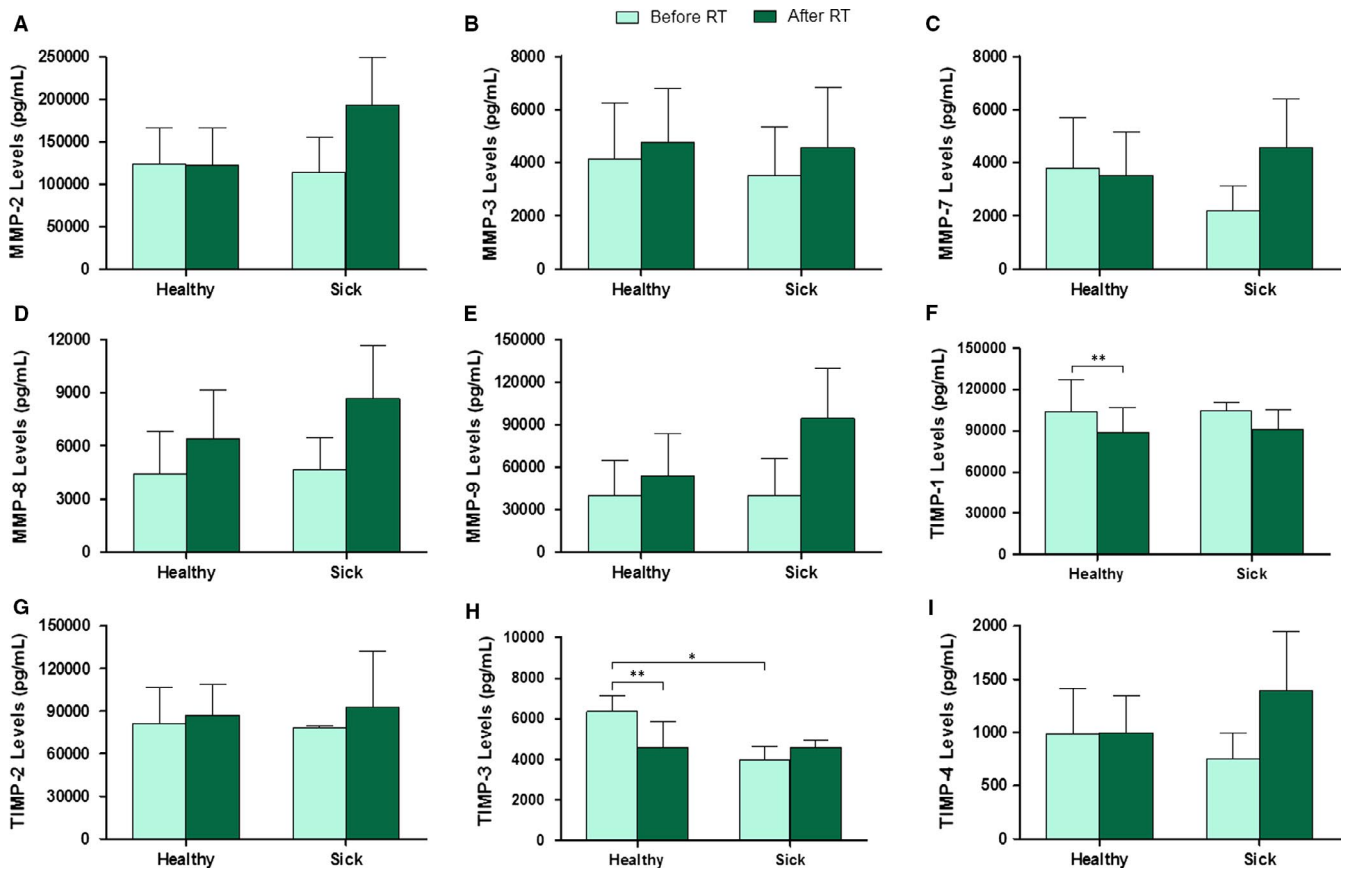 Before RT After RT
A
MMP-2 Levels (pg/mL)
250000
200000
150000
100000
50000
0
Healthy Sick
B
MMP-3 Levels (pg/mL)
8000
6000
4000
2000
0
Healthy Sick
C
MMP-7 Levels (pg/mL)
8000
6000
4000
2000
0
Healthy Sick
D
MMP-8 Levels (pg/mL)
12000
9000
6000
3000
0
Healthy Sick
E
MMP-9 Levels (pg/mL)
150000
120000
90000
60000
30000
0
Healthy Sick
F
TIMP-1 Levels (pg/mL)
150000
120000
90000
60000
30000
0
**
Healthy Sick
G
TIMP-2 Levels (pg/mL)
150000
120000
90000
60000
30000
0
Healthy Sick
H
TIMP-3 Levels (pg/mL)
10000
8000
6000
4000
2000
0
*
**
Healthy Sick
I
TIMP-4 Levels (pg/mL)
2000
1500
1000
500
0
Healthy Sick